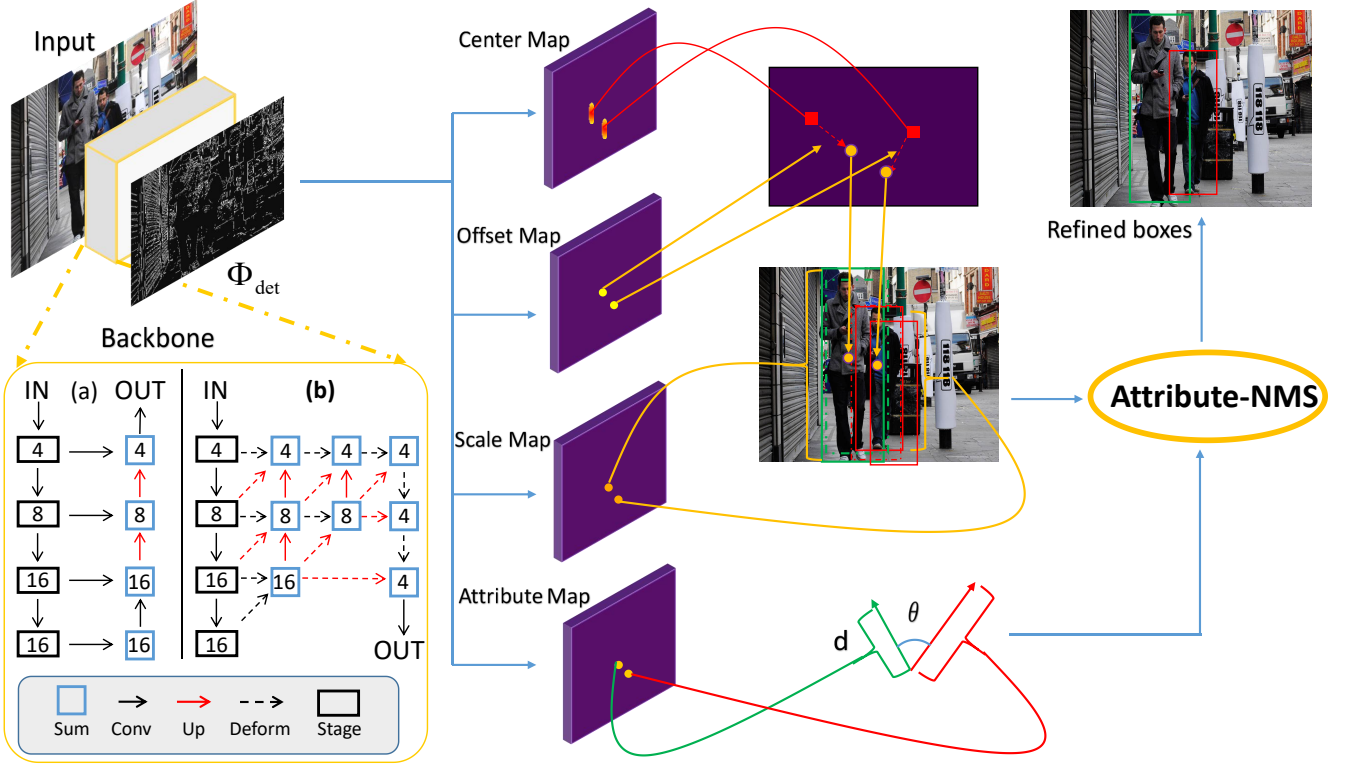 Input
Φdet
Backbone
IN
(a)
OUT
4
4
8
8
16
16
16
16
IN
(b)
4
4
4
4
8
8
8
4
16
16
4
16
OUT
Sum
Conv
Up
Deform
Stage
Center Map
Offset Map
Scale Map
Attribute Map
d
θ
Refined boxes
Attribute-NMS